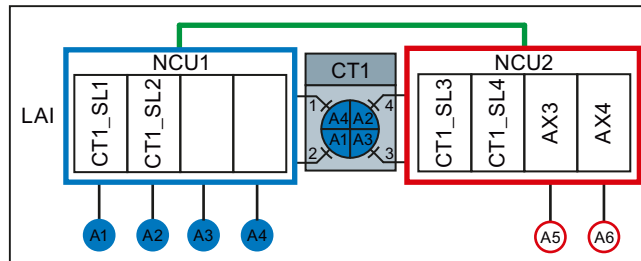 NCU1
CT1
NCU2
LAI
CT1_SL1
CT1_SL2
CT1_SL3
CT1_SL4
AX3
AX4
1
4
A4 A2
A1 A3
2
3
A1
A2
A3
A4
A5
A6